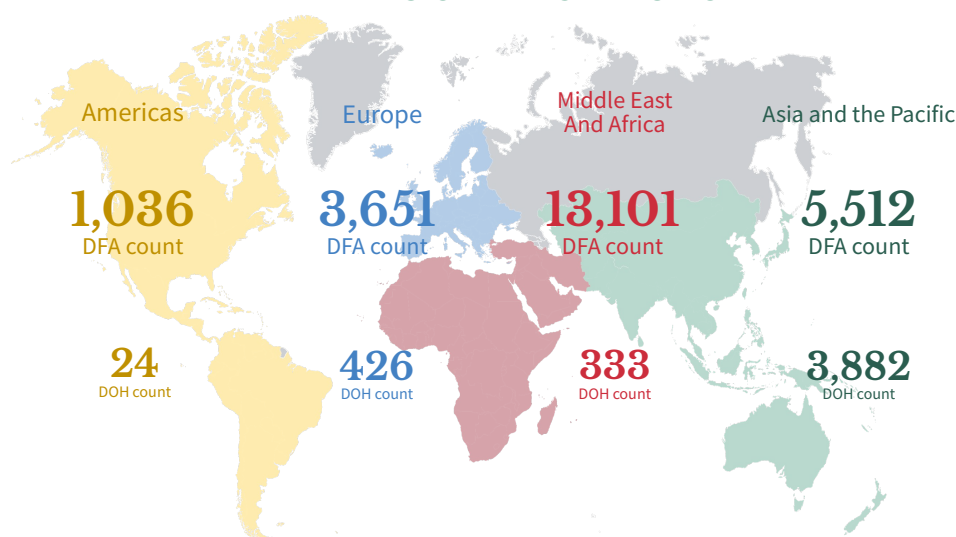 Americas
1,036
DFA count
24
DOH count
Europe
3,651
DFA count
426
DOH count
Middle East
And Africa
13,101
DFA count
333
DOH count
Asia and the Pacific
5,512
DFA count
3,882
DOH count